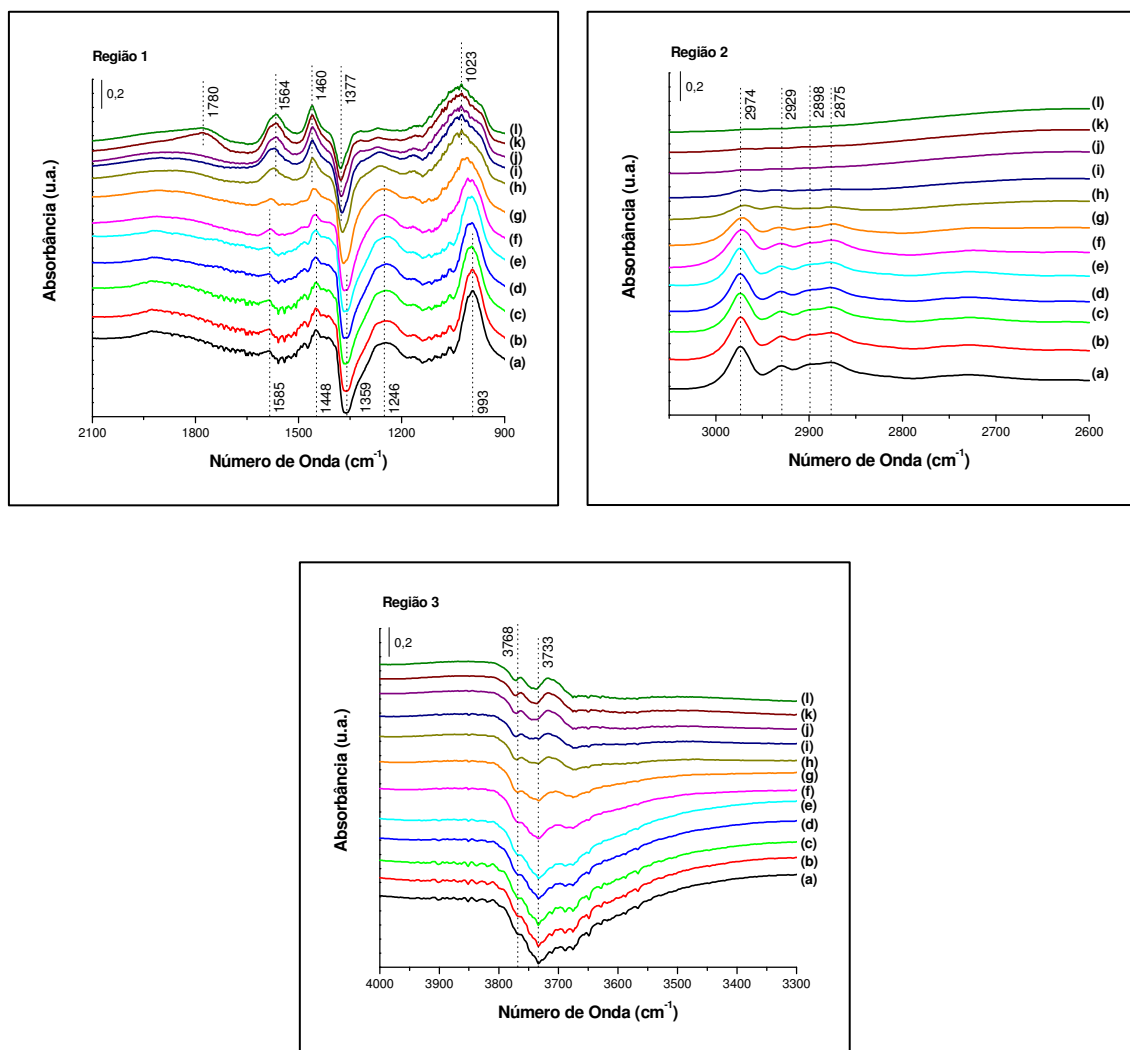 Região 1
0,2
1780
1564
1460
1377
1023
(l)
(k)
(j)
(i)
(h)
(g)
(f)
(e)
(d)
(c)
(b)
(a)
1585
1448
1359
1246
993
2100 1800 1500 1200 900
Absorbância (u.a.)
Número de Onda (cm⁻¹)
Região 2
0,2
2974
2929
2898
2875
(l)
(k)
(j)
(i)
(h)
(g)
(f)
(e)
(d)
(c)
(b)
(a)
3000 2900 2800 2700 2600
Absorbância (u.a.)
Número de Onda (cm⁻¹)
Região 3
0,2
3768
3733
(l)
(k)
(j)
(i)
(h)
(g)
(f)
(e)
(d)
(c)
(b)
(a)
4000 3900 3800 3700 3600 3500 3400 3300
Absorbância (u.a.)
Número de Onda (cm⁻¹)